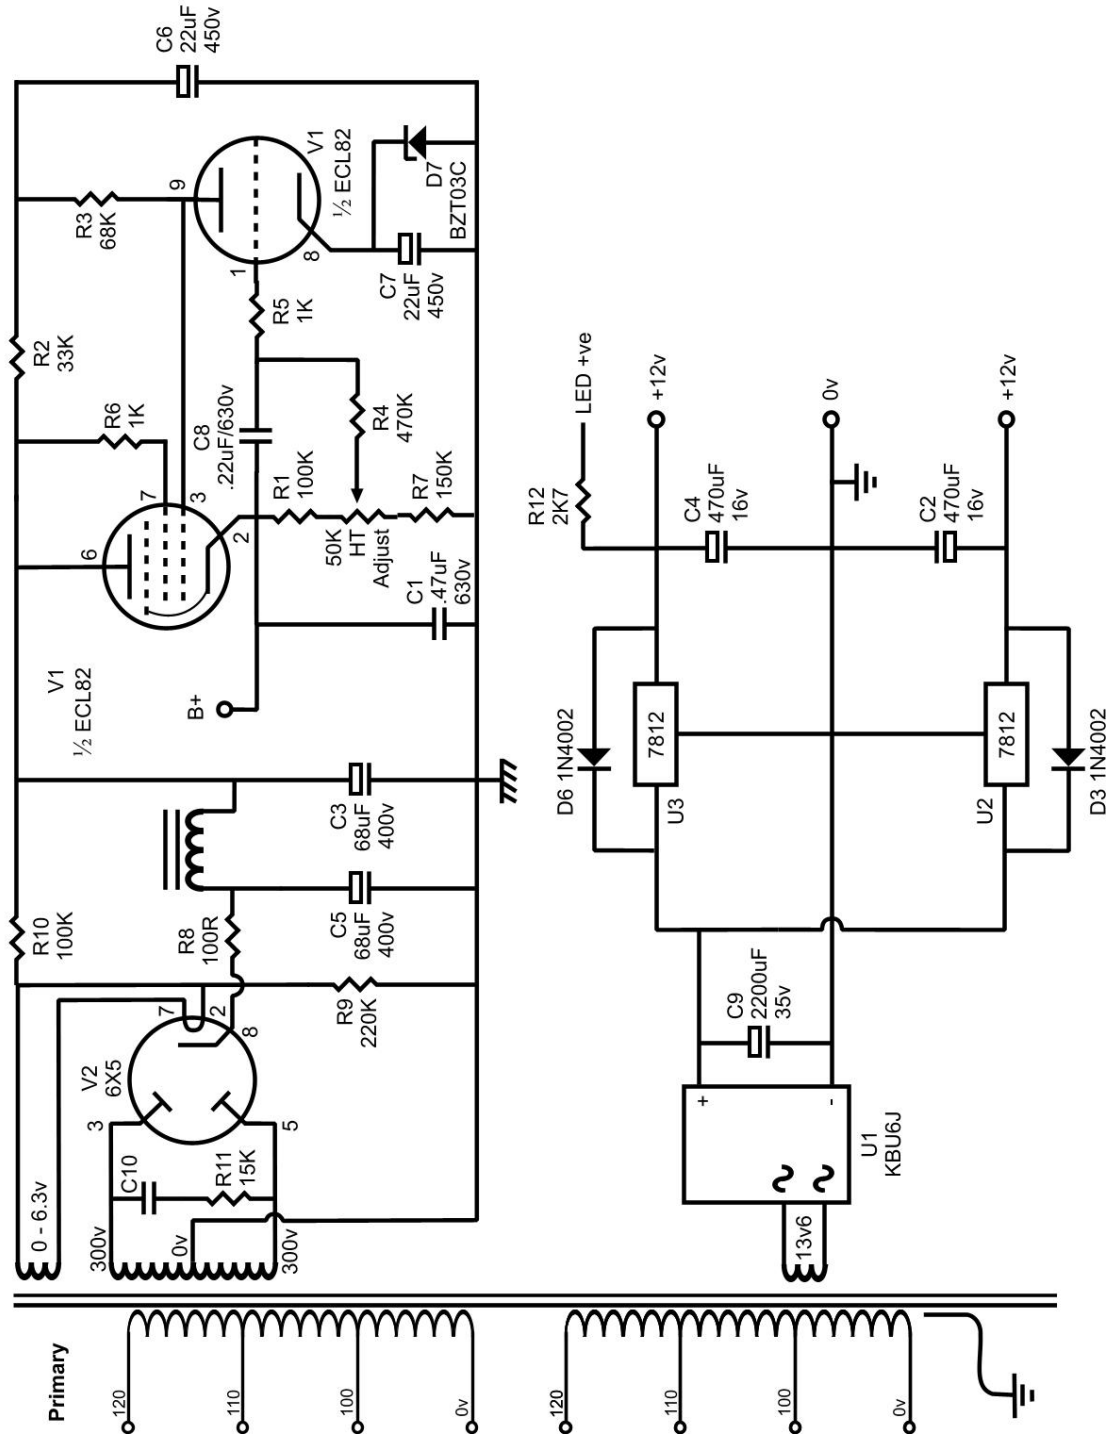 Primary
120
110
100
0v
120
110
100
0v
0 - 6.3v
300v
0v
300v
C10
R11
15K
3
5
V2
6X5
7
2
8
R10
100K
R9
220K
R8
100R
C5
68uF
400v
C3
68uF
400v
V1
½ ECL82
B+
6
7
3
2
R6
1K
C1
.47uF
630v
50K
HT
Adjust
R1
100K
R7
150K
C8
.22uF/630v
R4
470K
R2
33K
R5
1K
1
R3
68K
9
8
V1
½ ECL82
C7
22uF
450v
D7
BZT03C
C6
22uF
450v
13v6
U1
KBU6J
+
-
C9
2200uF
35v
U3
7812
D6 1N4002
U2
7812
D3 1N4002
R12
2K7
LED +ve
C4
470uF
16v
C2
470uF
16v
+12v
0v
+12v